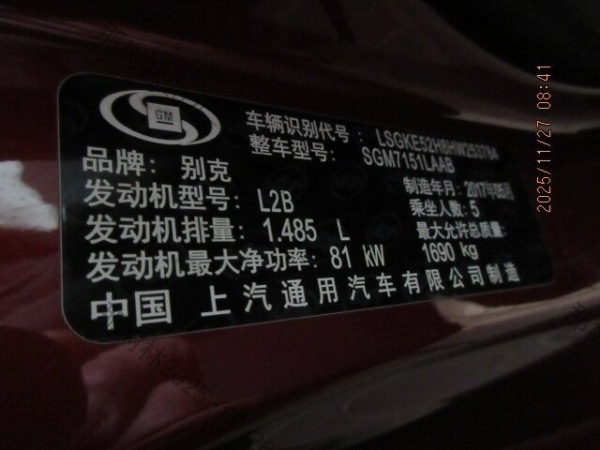 GM
车辆识别代号: LSGKE52H8HW253784
整车型号: SGM7151LAAB
品牌: 别克
制造年月: 2017年05月
发动机型号: L2B
乘坐人数: 5
发动机排量: 1.485 L
最大允许总质量:
1690 kg
发动机最大净功率: 81 kW
中国 上汽通用汽车有限公司制造
2025/11/27 08:41